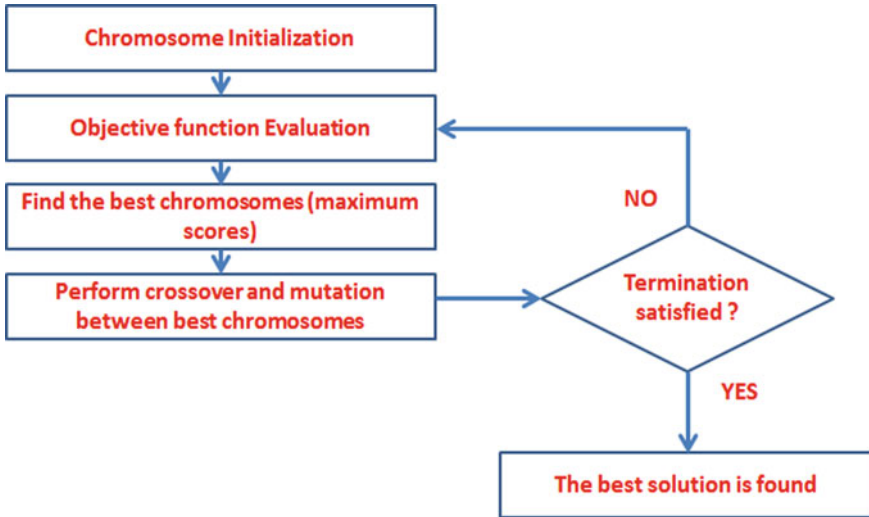 Chromosome Initialization
Objective function Evaluation
Find the best chromosomes (maximum
scores)
Perform crossover and mutation
between best chromosomes
NO
Termination
satisfied ?
YES
The best solution is found